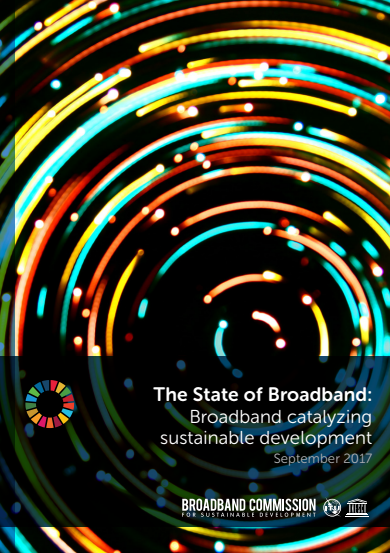 The State of Broadband:
Broadband catalyzing
sustainable development
September 2017
BROADBAND COMMISSION
FOR SUSTAINABLE DEVELOPMENT